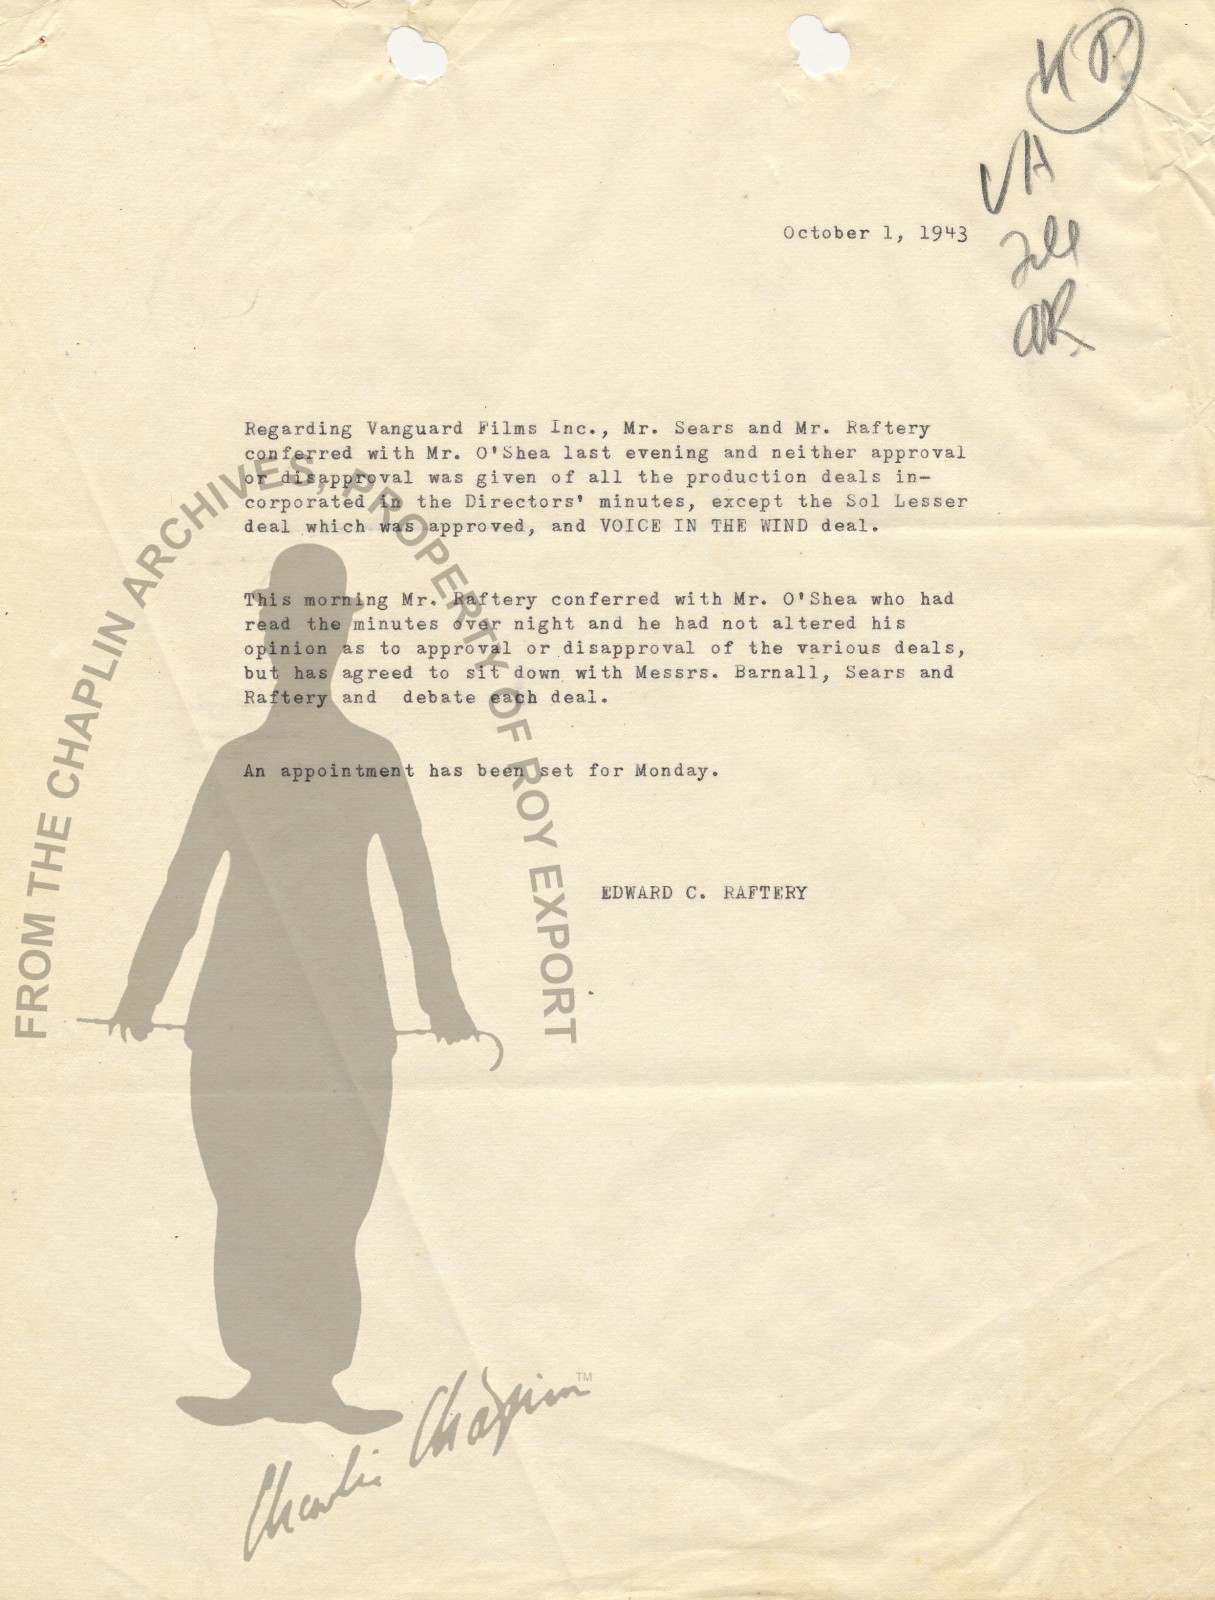 October 1, 1943
Regarding Vanguard Films Inc., Mr. Sears and Mr. Raftery
conferred with Mr. O'Shea last evening and neither approval
or disapproval was given of all the production deals in-
corporated in the Directors' minutes, except the Sol Lesser
deal which was approved, and VOICE IN THE WIND deal.
This morning Mr. Raftery conferred with Mr. O'Shea who had
read the minutes over night and he had not altered his
opinion as to approval or disapproval of the various deals,
but has agreed to sit down with Messrs. Barnall, Sears and
Raftery and debate each deal.
An appointment has been set for Monday.
EDWARD C. RAFTERY
FROM THE CHAPLIN ARCHIVES, PROPERTY OF ROY EXPORT
Charlie Chaplin TM